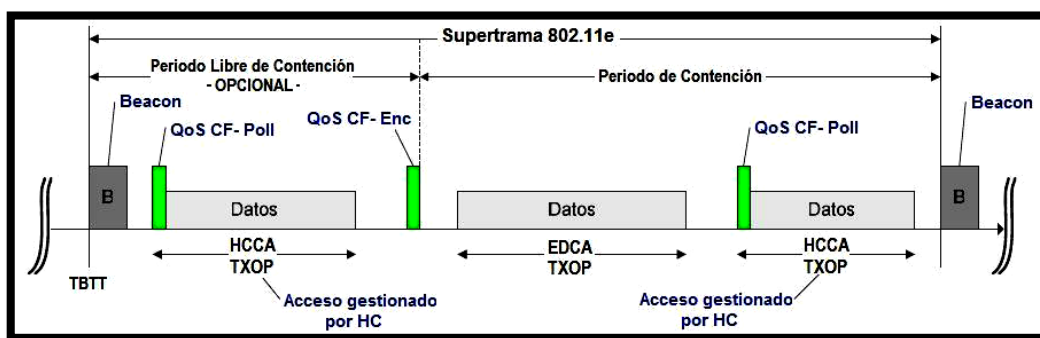 Supertrama 802.11e
Periodo Libre de Contención
- OPCIONAL -
Periodo de Contención
Beacon
QoS CF- Poll
QoS CF- Enc
QoS CF- Poll
Beacon
B
Datos
Datos
Datos
B
HCCA
TXOP
EDCA
TXOP
HCCA
TXOP
TBTT
Acceso gestionado
por HC
Acceso gestionado
por HC